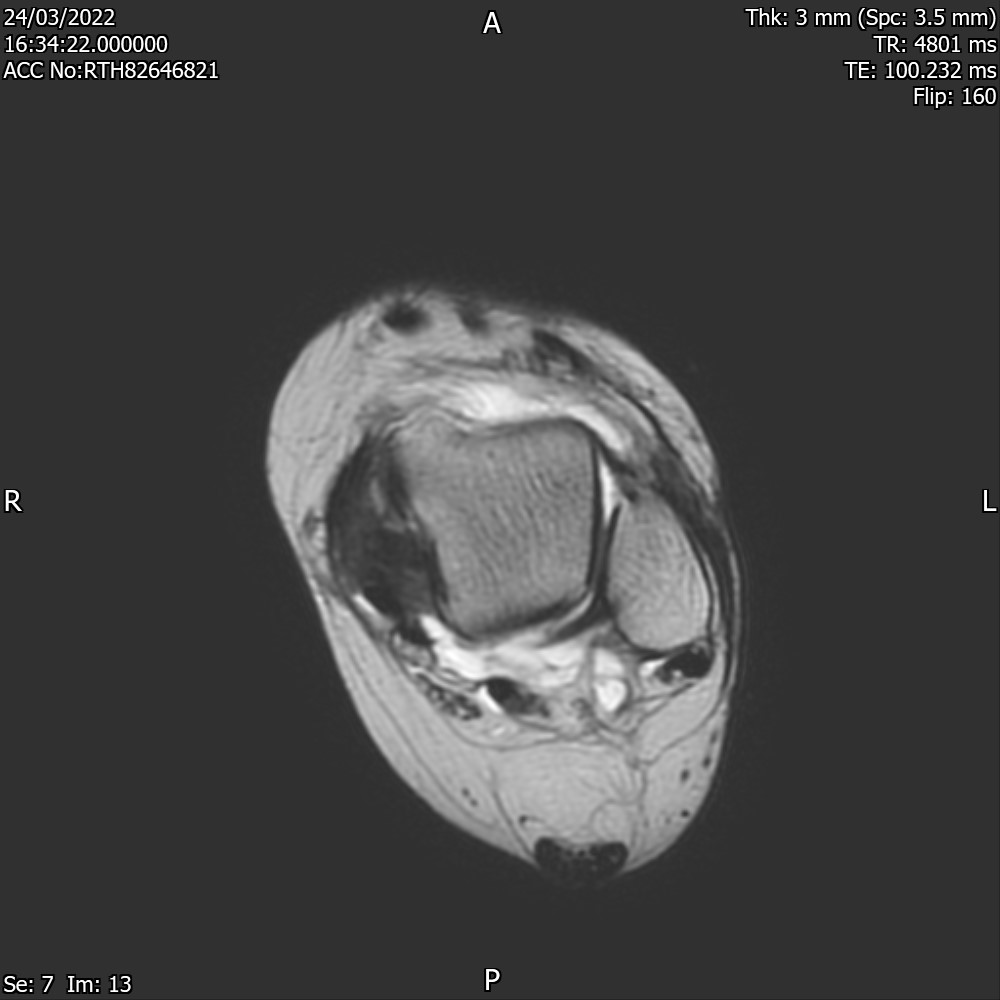 24/03/2022
16:34:22.000000
ACC No:RTH82646821
A
Thk: 3 mm (Spc: 3.5 mm)
TR: 4801 ms
TE: 100.232 ms
Flip: 160
R
L
Se: 7 Im: 13
P